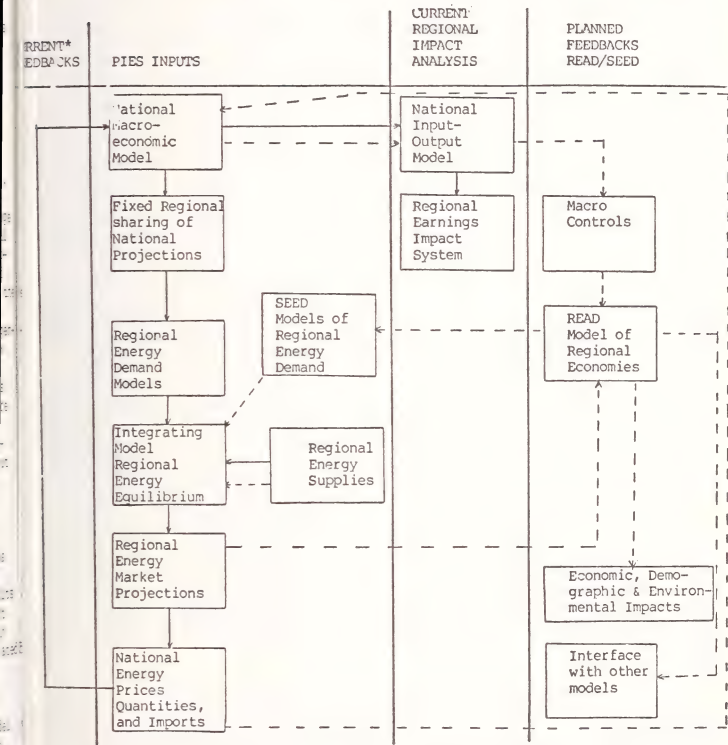 RRENT*
EDBACKS
PIES INPUTS
CURRENT
REGIONAL
IMPACT
ANALYSIS
PLANNED
FEEDBACKS
READ/SEED
National
Macro-
economic
Model
National
Input-
Output
Model
Fixed Regional
sharing of
National
Projections
Regional
Earnings
Impact
System
Macro
Controls
SEED
Models of
Regional
Energy
Demand
Regional
Energy
Demand
Models
READ
Model of
Regional
Economies
Integrating
Model
Regional
Energy
Equilibrium
Regional
Energy
Supplies
Regional
Energy
Market
Projections
Economic, Demo-
graphic & Environ-
mental Impacts
National
Energy
Prices
Quantities,
and Imports
Interface
with other
models